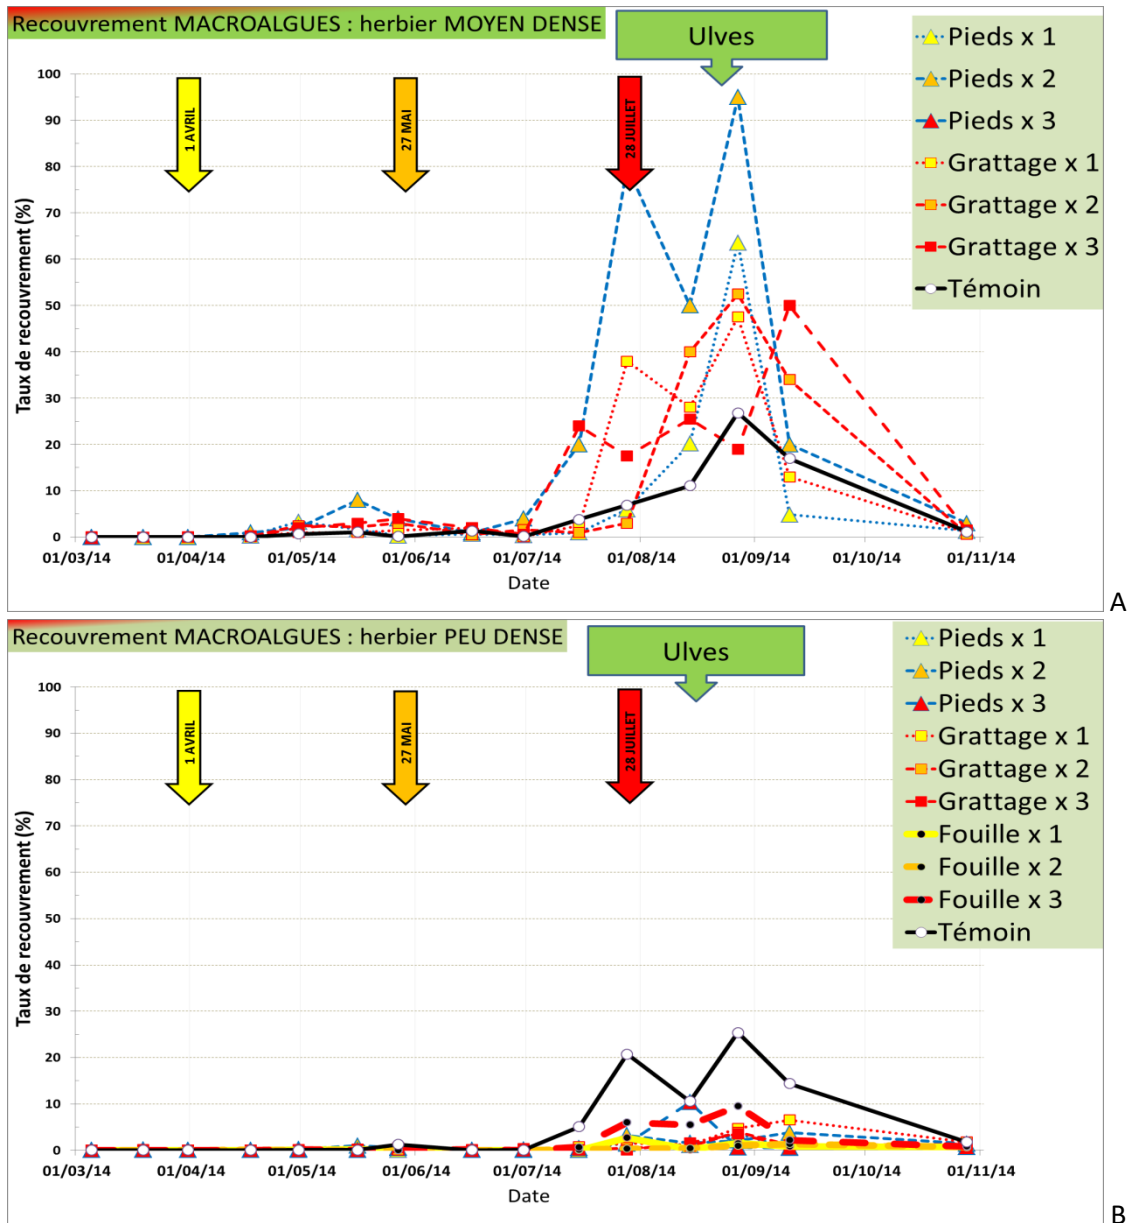 Recouvrement MACROALGUES : herbier MOYEN DENSE
Ulves
Pieds x 1
Pieds x 2
Pieds x 3
Grattage x 1
Grattage x 2
Grattage x 3
Témoin
1 AVRIL
27 MAI
28 JUILLET
Taux de recouvrement (%)
100
90
80
70
60
50
40
30
20
10
0
01/03/14 01/04/14 01/05/14 01/06/14 01/07/14 01/08/14 01/09/14 01/10/14 01/11/14
Date
A
Recouvrement MACROALGUES : herbier PEU DENSE
Ulves
Pieds x 1
Pieds x 2
Pieds x 3
Grattage x 1
Grattage x 2
Grattage x 3
Fouille x 1
Fouille x 2
Fouille x 3
Témoin
1 AVRIL
27 MAI
28 JUILLET
Taux de recouvrement (%)
100
90
80
70
60
50
40
30
20
10
0
01/03/14 01/04/14 01/05/14 01/06/14 01/07/14 01/08/14 01/09/14 01/10/14 01/11/14
Date
B